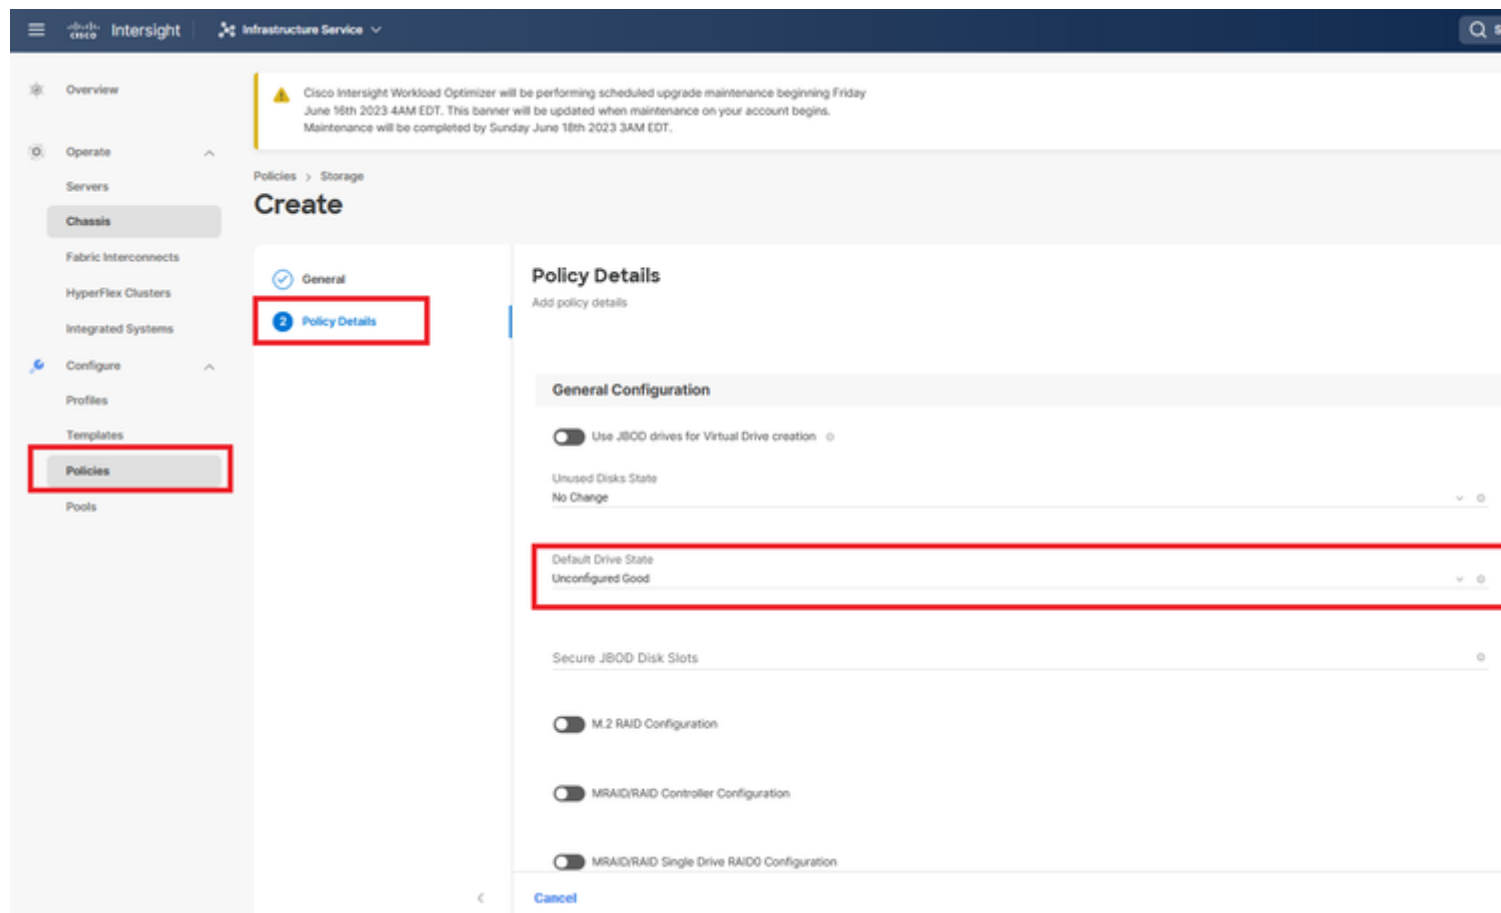 cisco Intersight Infrastructure Service
Overview
Operate
Servers
Chassis
Fabric Interconnects
HyperFlex Clusters
Integrated Systems
Configure
Profiles
Templates
Policies
Pools
Cisco Intersight Workload Optimizer will be performing scheduled upgrade maintenance beginning Friday
June 16th 2023 4AM EDT. This banner will be updated when maintenance on your account begins.
Maintenance will be completed by Sunday June 18th 2023 3AM EDT.
Policies > Storage
Create
General
2 Policy Details
Policy Details
Add policy details
General Configuration
Use JBOD drives for Virtual Drive creation
Unused Disks State
No Change
Default Drive State
Unconfigured Good
Secure JBOD Disk Slots
M.2 RAID Configuration
MRAID/RAID Controller Configuration
MRAID/RAID Single Drive RAID0 Configuration
Cancel